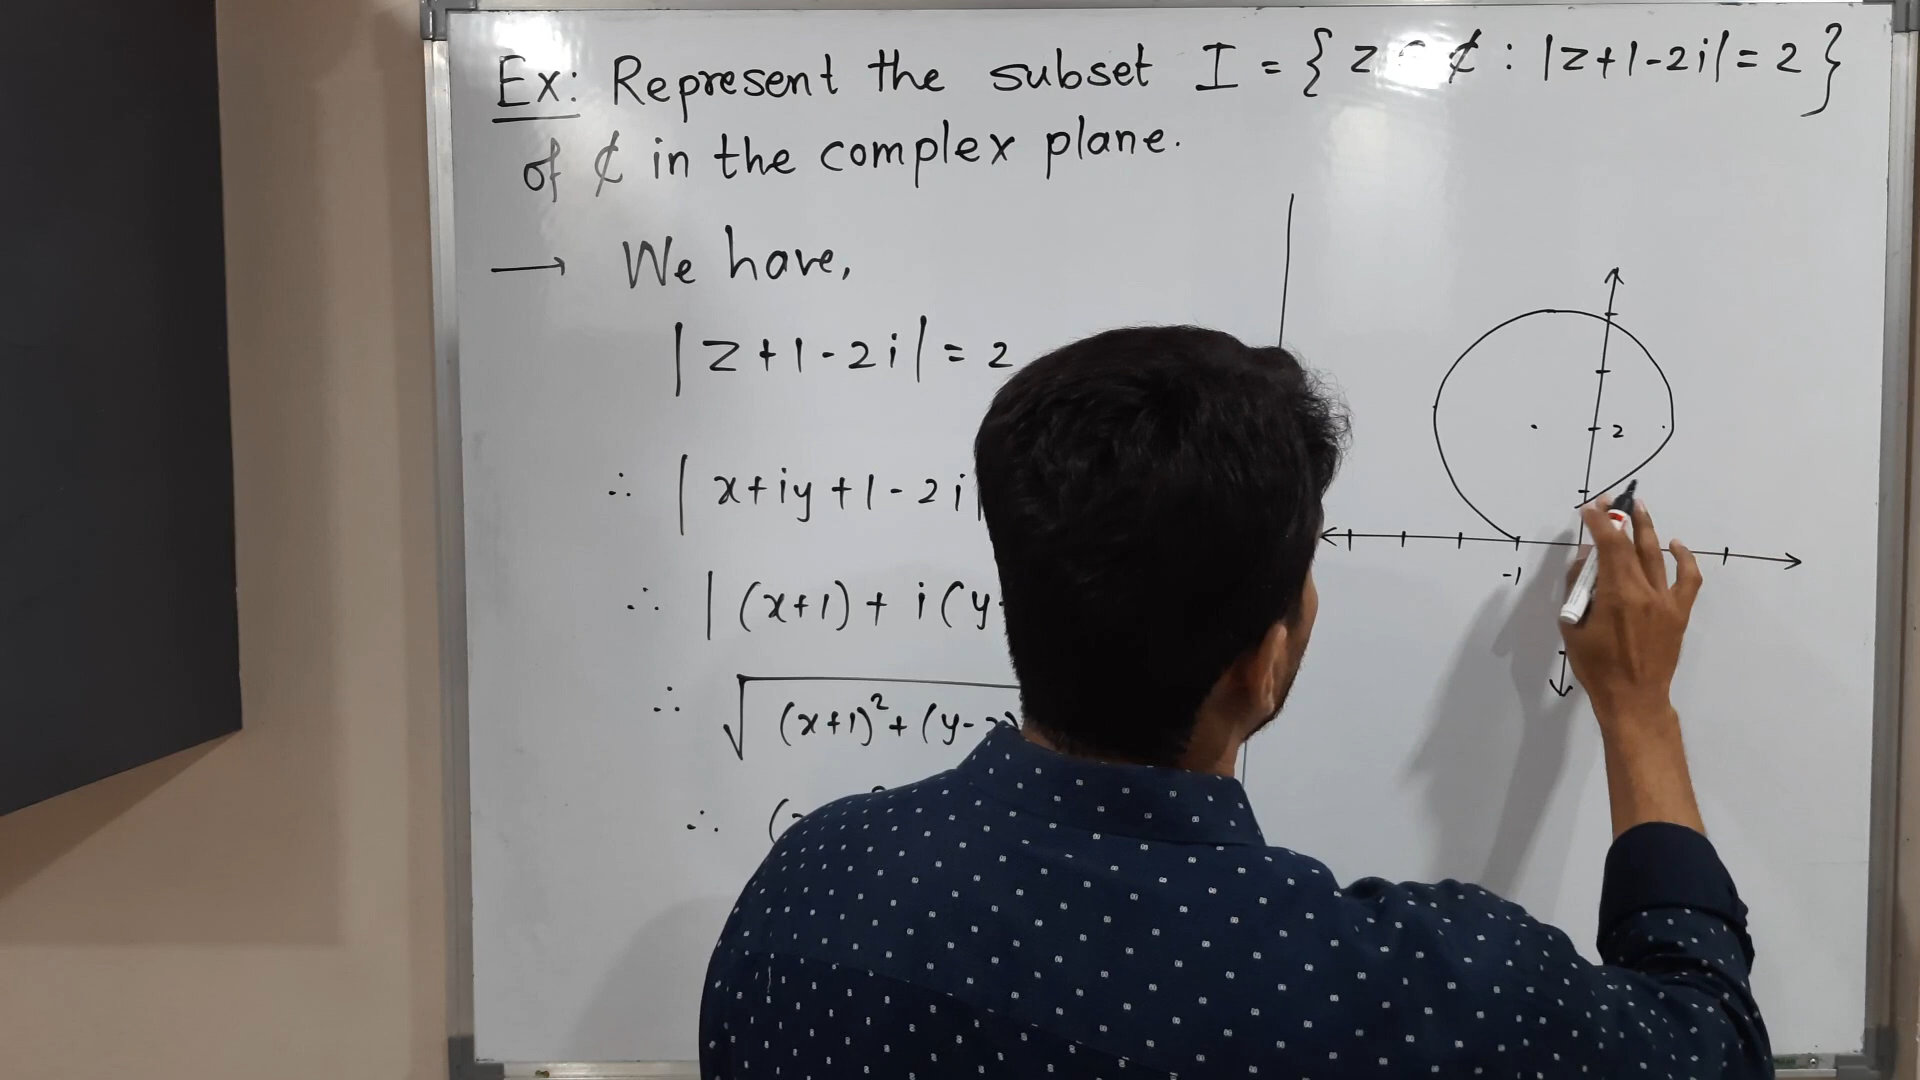 Ex: Represent the subset I = { z ℂ : |z+1-2i| = 2 }
of ℂ in the complex plane.
→ We have,
|z+1-2i| = 2
∴ |x+iy+1-2i|
∴ |(x+1) + i(y-
∴ √(x+1)²+(y-2)
∴ (
2
-1